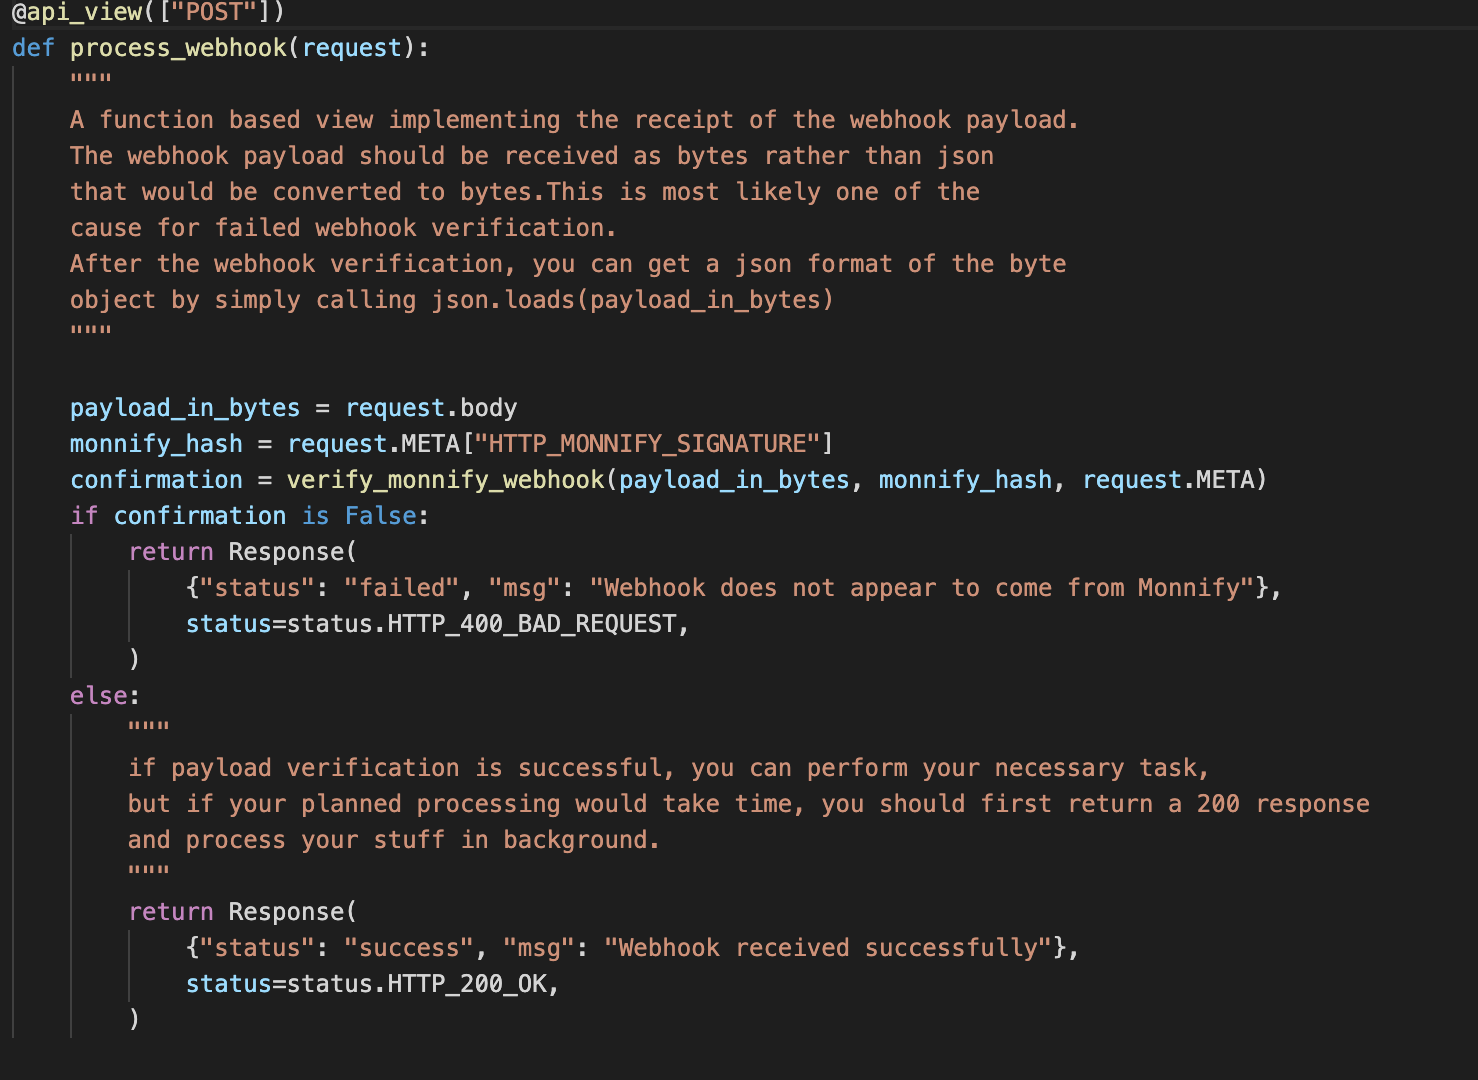 @api_view(["POST"])
def process_webhook(request):
    """
    A function based view implementing the receipt of the webhook payload.
    The webhook payload should be received as bytes rather than json
    that would be converted to bytes.This is most likely one of the
    cause for failed webhook verification.
    After the webhook verification, you can get a json format of the byte
    object by simply calling json.loads(payload_in_bytes)
    """
    payload_in_bytes = request.body
    monnify_hash = request.META["HTTP_MONNIFY_SIGNATURE"]
    confirmation = verify_monnify_webhook(payload_in_bytes, monnify_hash, request.META)
    if confirmation is False:
        return Response(
            {"status": "failed", "msg": "Webhook does not appear to come from Monnify"},
            status=status.HTTP_400_BAD_REQUEST,
        )
    else:
        """
        if payload verification is successful, you can perform your necessary task,
        but if your planned processing would take time, you should first return a 200 response
        and process your stuff in background.
        """
        return Response(
            {"status": "success", "msg": "Webhook received successfully"},
            status=status.HTTP_200_OK,
        )